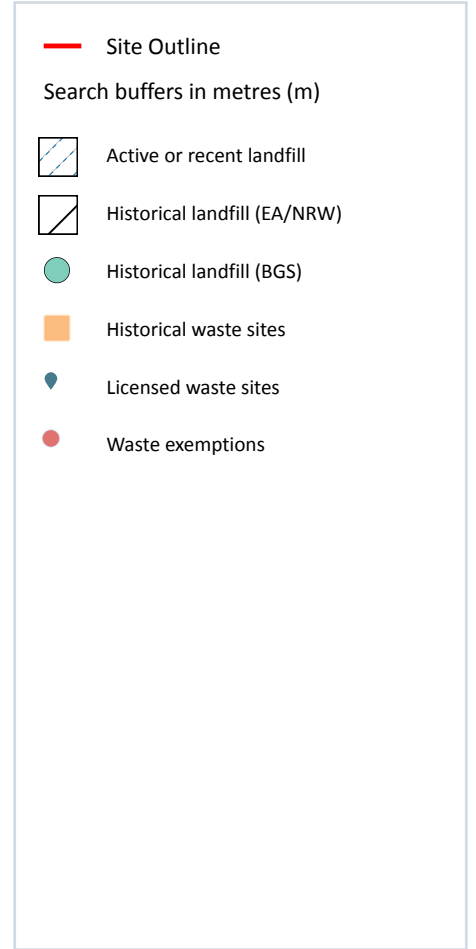 Site Outline
Search buffers in metres (m)
Active or recent landfill
Historical landfill (EA/NRW)
Historical landfill (BGS)
Historical waste sites
Licensed waste sites
Waste exemptions